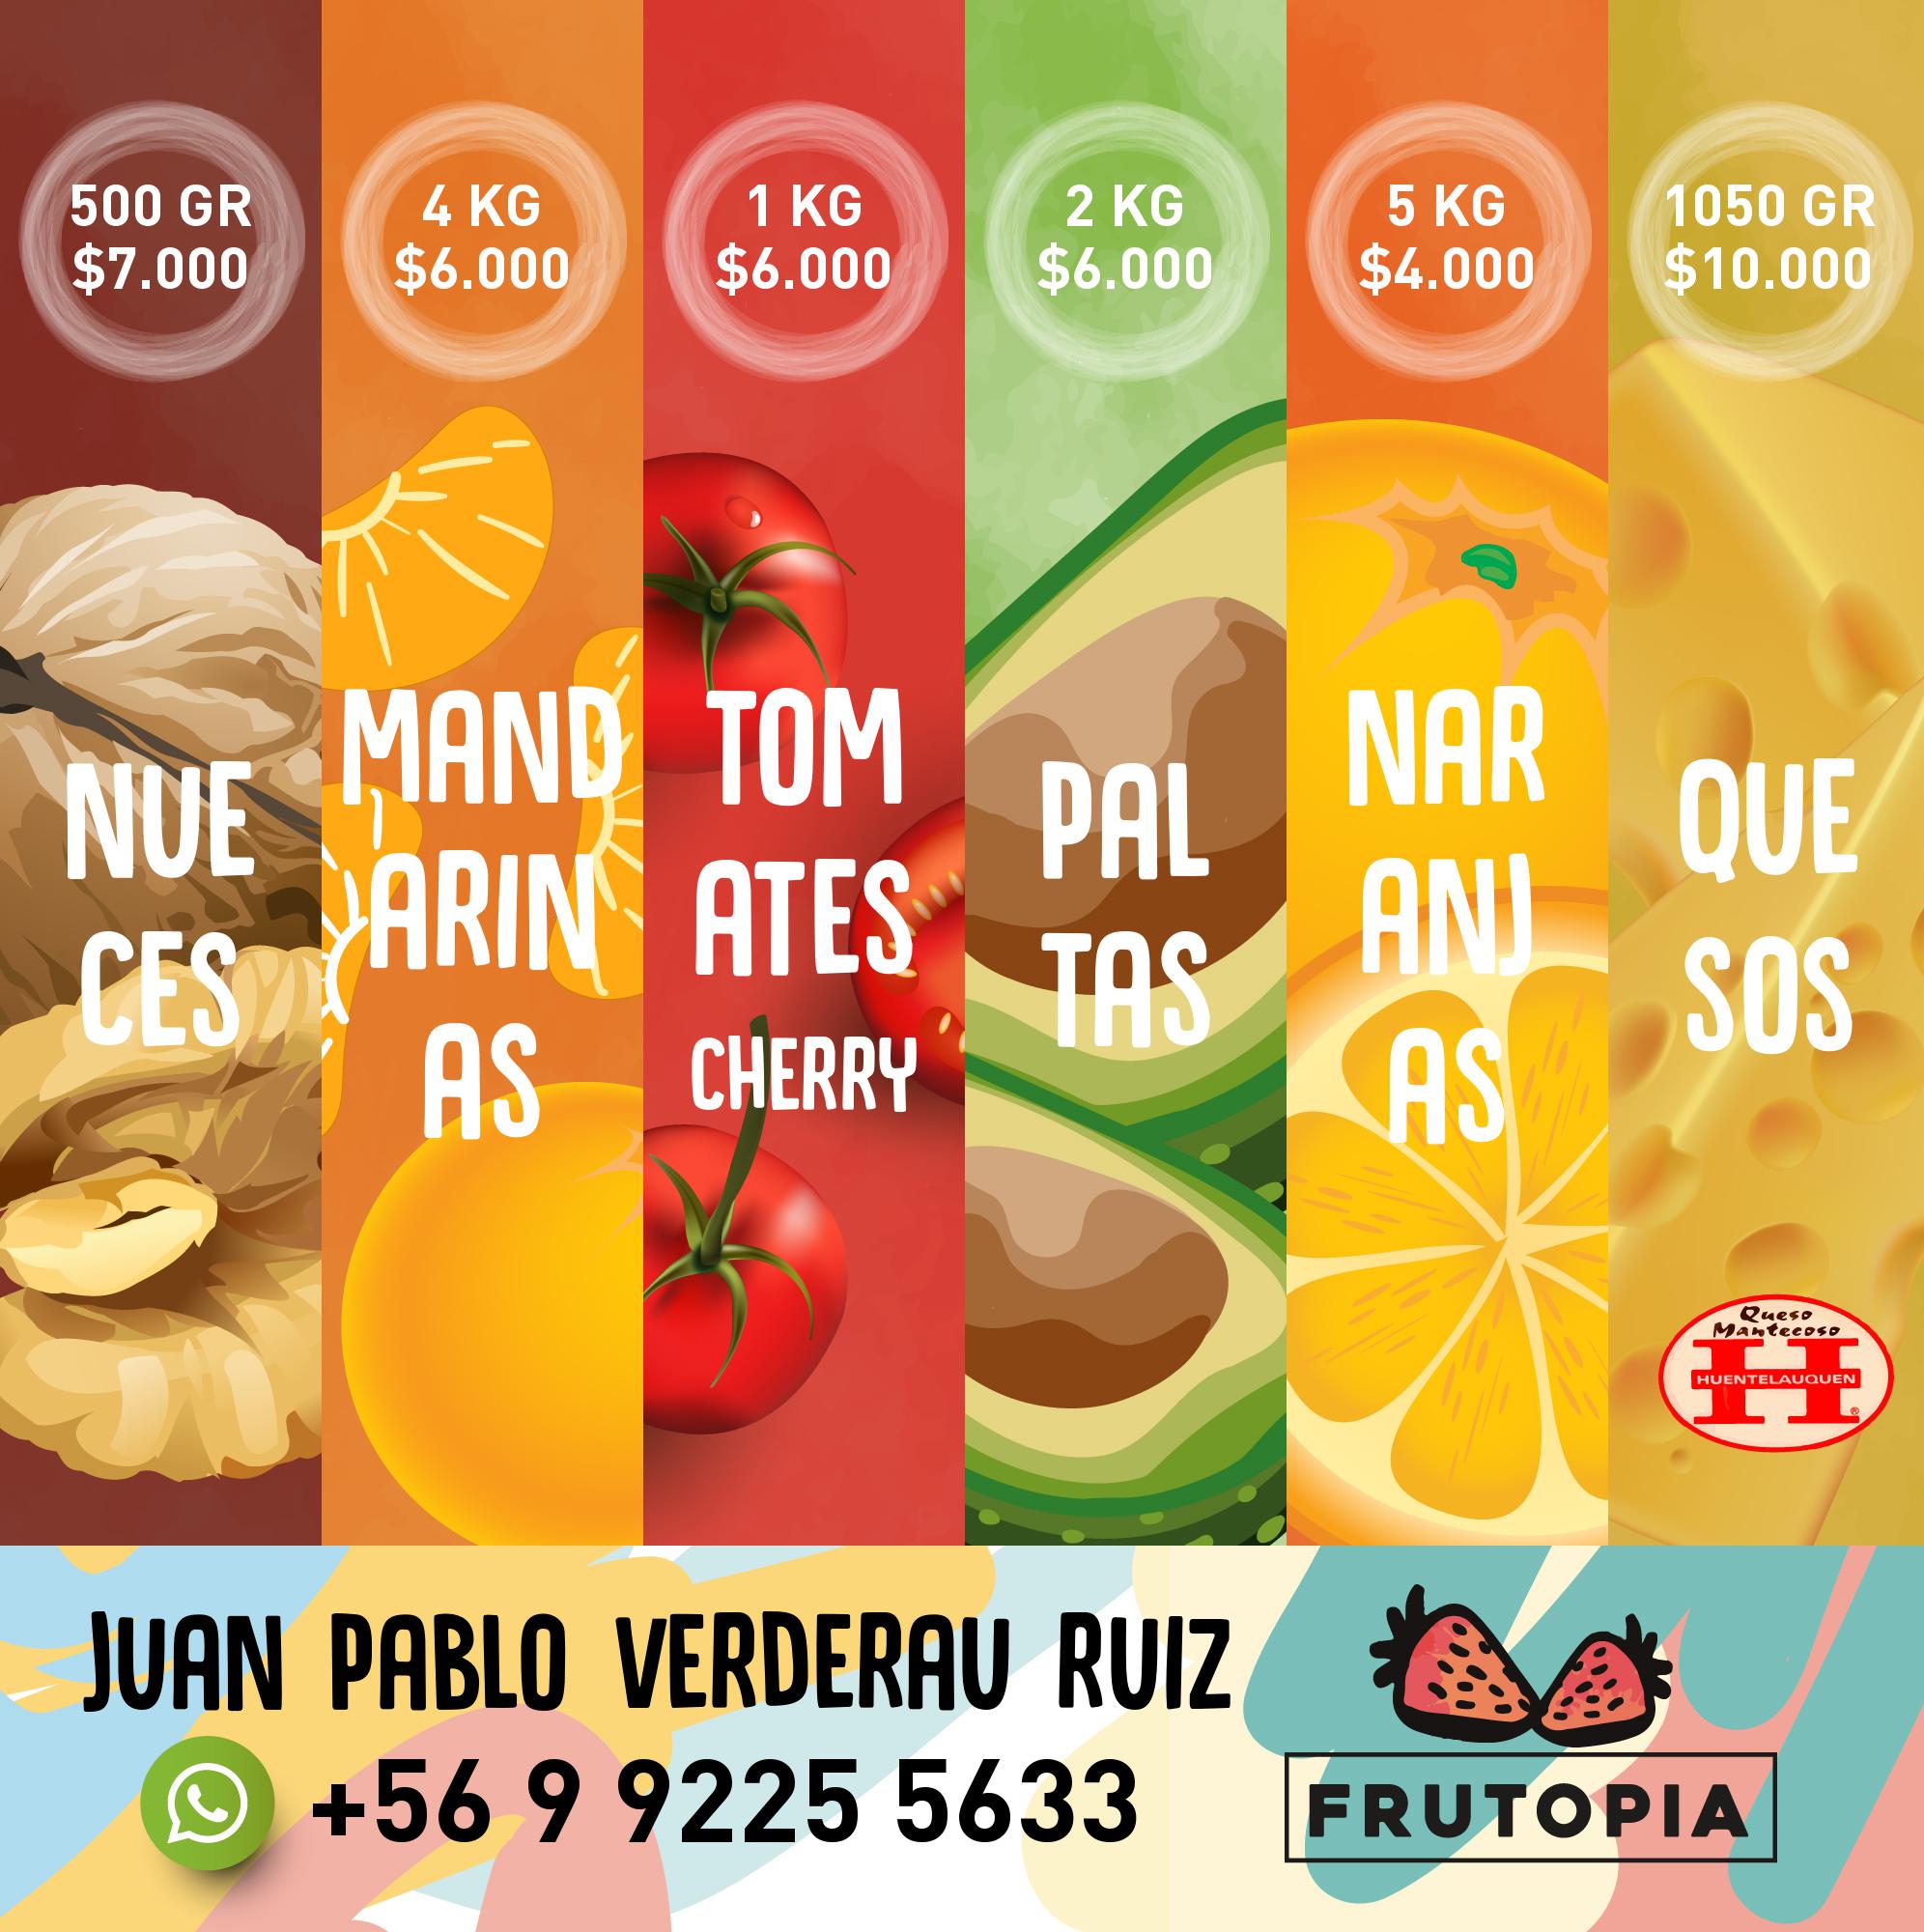 500 GR
$7.000
NUE
CES
4 KG
$6.000
MAND
ARIN
AS
1 KG
$6.000
TOM
ATES
CHERRY
2 KG
$6.000
PAL
TAS
5 KG
$4.000
NAR
ANJ
AS
1050 GR
$10.000
QUE
SOS
Queso
Mantecoso
H
HUENTELAUQUEN
®
JUAN PABLO VERDERAU RUIZ
+56 9 9225 5633
FRUTOPIA